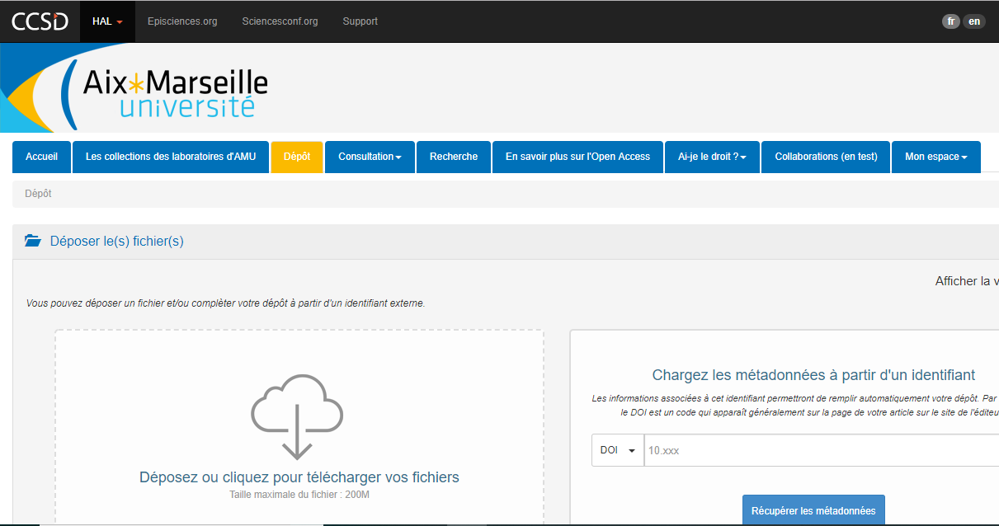 CCSD HAL Episciences.org Sciencesconf.org Support fr en
Aix*Marseille
université
Accueil Les collections des laboratoires d'AMU Dépôt Consultation Recherche En savoir plus sur l'Open Access Ai-je le droit ? Collaborations (en test) Mon espace
Dépôt
Déposer le(s) fichier(s)
Afficher la v
Vous pouvez déposer un fichier et/ou complèter votre dépôt à partir d'un identifiant externe.
Chargez les métadonnées à partir d'un identifiant
Les informations associées à cet identifiant permettront de remplir automatiquement votre dépôt. Par
le DOI est un code qui apparaît généralement sur la page de votre article sur le site de l'éditeu
DOI 10.xxx
Déposez ou cliquez pour télécharger vos fichiers
Taille maximale du fichier : 200M
Récupérer les métadonnées